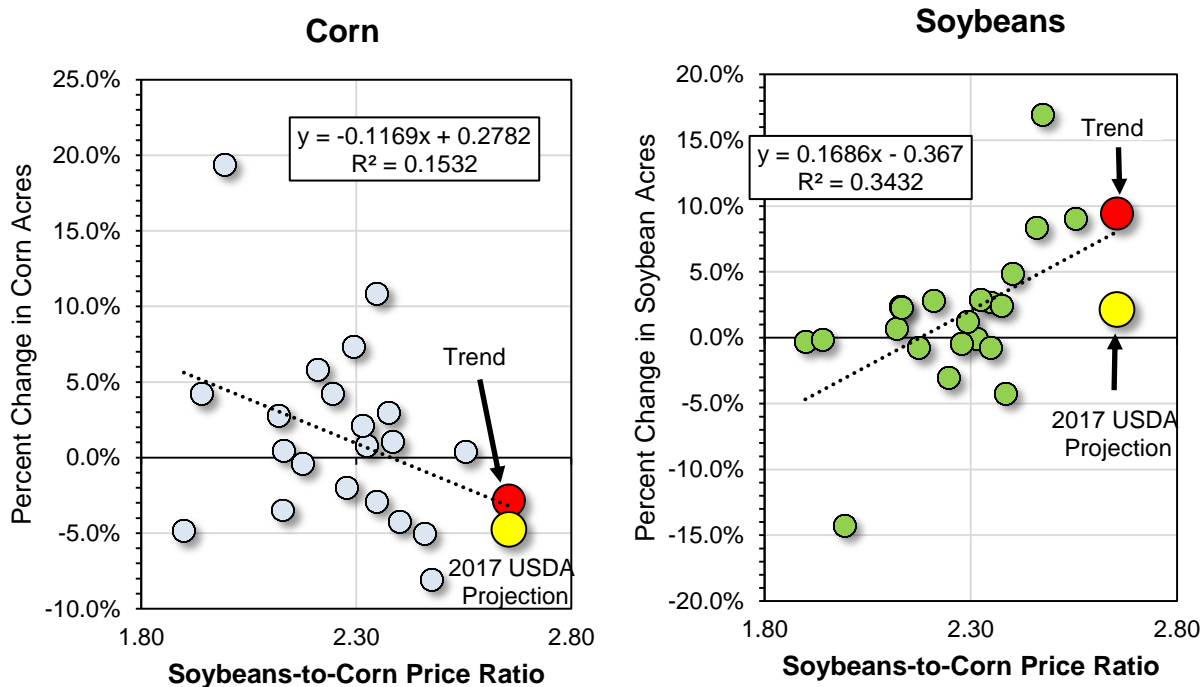 Corn
25.0%
20.0%
15.0%
10.0%
5.0%
0.0%
-5.0%
-10.0%
Percent Change in Corn Acres
y = -0.1169x + 0.2782
R² = 0.1532
Trend
2017 USDA
Projection
1.80
2.30
2.80
Soybeans-to-Corn Price Ratio
Soybeans
20.0%
15.0%
10.0%
5.0%
0.0%
-5.0%
-10.0%
-15.0%
-20.0%
Percent Change in Soybean Acres
y = 0.1686x - 0.367
R² = 0.3432
Trend
2017 USDA
Projection
1.80
2.30
2.80
Soybeans-to-Corn Price Ratio